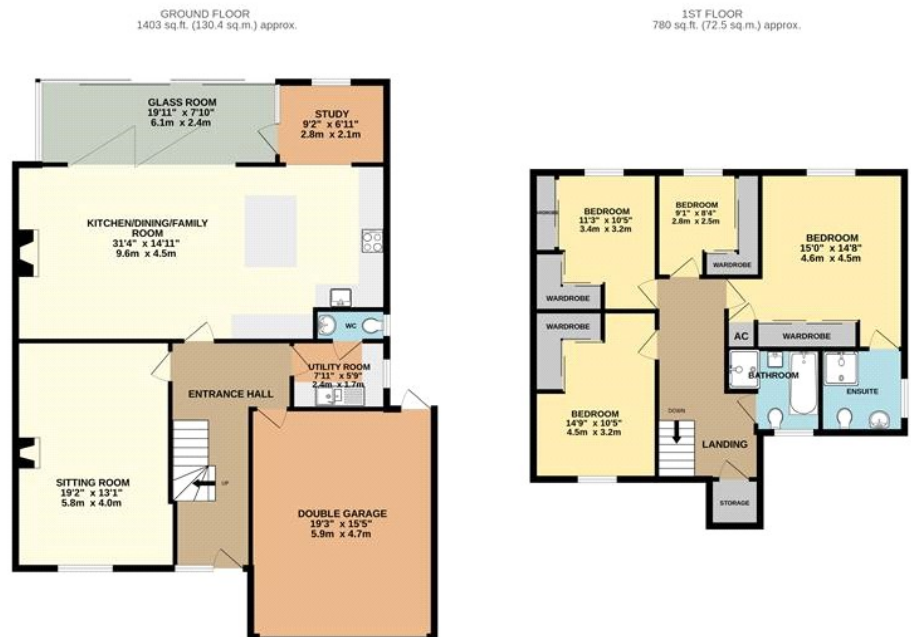 GROUND FLOOR
1403 sq.ft. (130.4 sq.m.) approx.
GLASS ROOM
19'11" x 7'10"
6.1m x 2.4m
STUDY
9'2" x 6'11"
2.8m x 2.1m
KITCHEN/DINING/FAMILY
ROOM
31'4" x 14'11"
9.6m x 4.5m
WC
UTILITY ROOM
7'11" x 5'9"
2.4m x 1.7m
ENTRANCE HALL
UP
SITTING ROOM
19'2" x 13'1"
5.8m x 4.0m
DOUBLE GARAGE
19'3" x 15'5"
5.9m x 4.7m
1ST FLOOR
780 sq.ft. (72.5 sq.m.) approx.
WARDROBE
BEDROOM
11'3" x 10'5"
3.4m x 3.2m
WARDROBE
BEDROOM
9'1" x 8'4"
2.8m x 2.5m
WARDROBE
BEDROOM
15'0" x 14'8"
4.6m x 4.5m
WARDROBE
AC
WARDROBE
BATHROOM
ENSUITE
BEDROOM
14'9" x 10'5"
4.5m x 3.2m
DOWN
LANDING
STORAGE